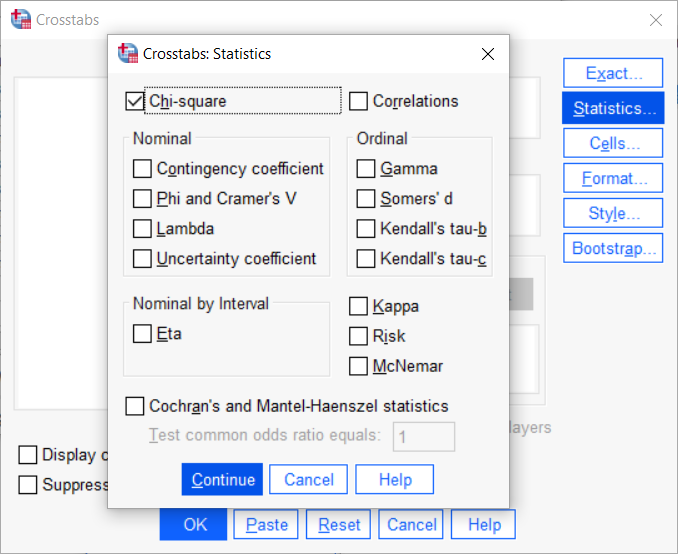 Crosstabs
Crosstabs: Statistics
Chi-square
Correlations
Nominal
Contingency coefficient
Phi and Cramer's V
Lambda
Uncertainty coefficient
Ordinal
Gamma
Somers' d
Kendall's tau-b
Kendall's tau-c
Nominal by Interval
Eta
Kappa
Risk
McNemar
Cochran's and Mantel-Haenszel statistics
Test common odds ratio equals: 1
Continue Cancel Help
Exact...
Statistics...
Cells...
Format...
Style...
Bootstrap...
layers
Display
Suppress
OK Paste Reset Cancel Help